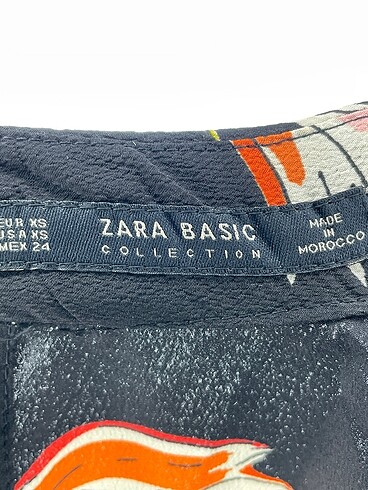 EUR XS
USA XS
MEX 24
ZARA BASIC
COLLECTION
MADE
IN
MOROCCO